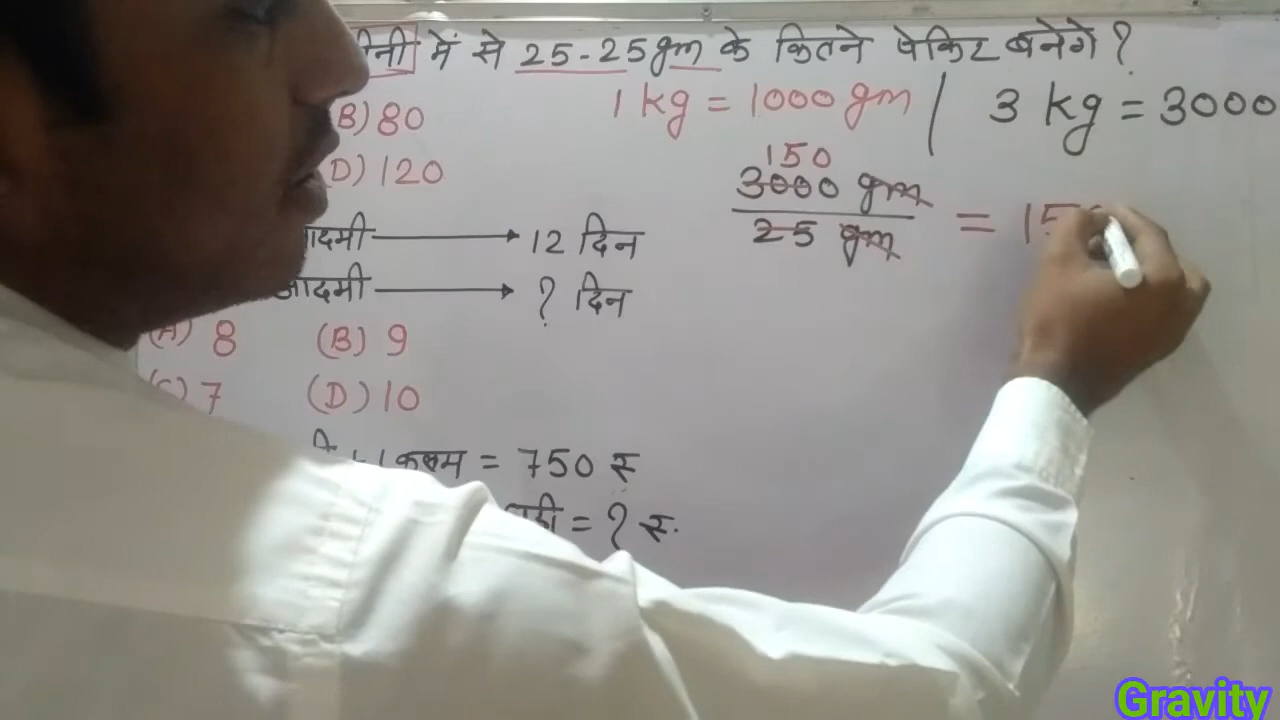 में से 25-25gm के कितने पेकिट बनेगे ?
B) 80
1 kg = 1000 gm | 3 kg = 3000
(D) 120
150
3000 gm
25 gm
= 15
आदमी → 12 दिन
आदमी → ? दिन
(A) 8 (B) 9
(C) 7 (D) 10
= 750 रु
= ? रु.
Gravity